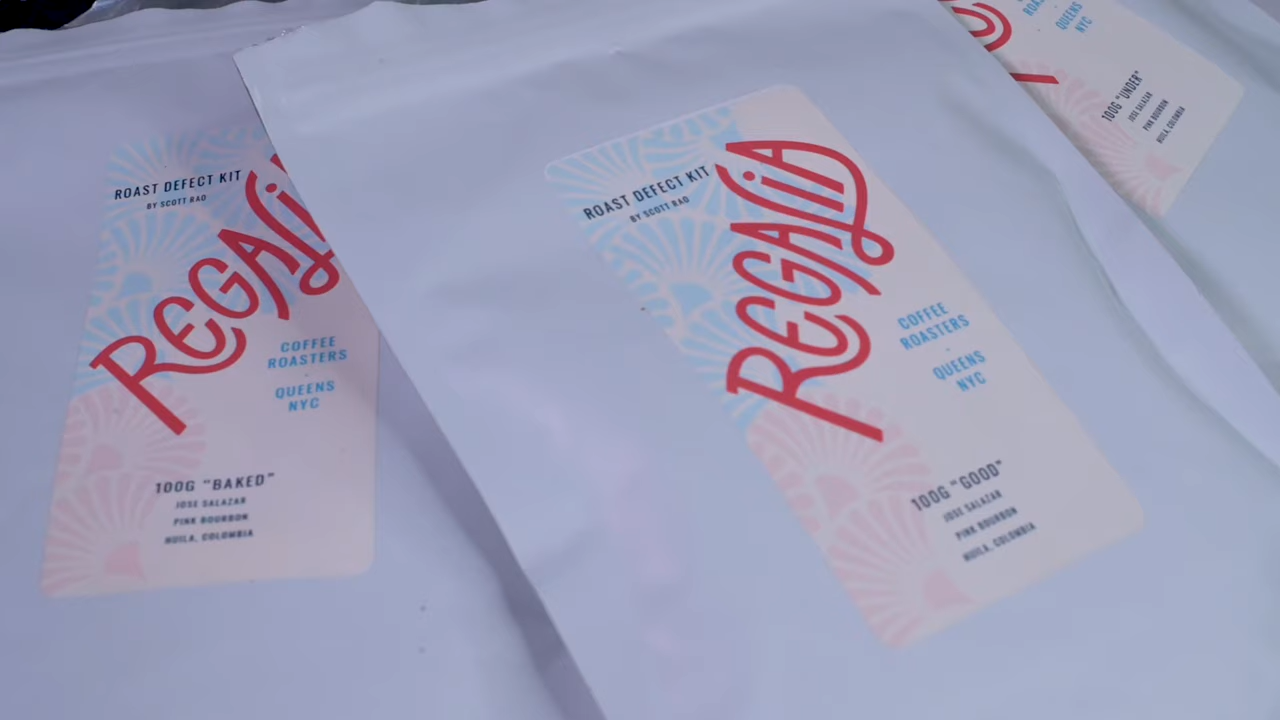 ROAST DEFECT KIT
BY SCOTT RAO
REGALIA
COFFEE
ROASTERS
QUEENS
NYC
100G "BAKED"
JOSE SALAZAR
PINK BOURBON
HUILA, COLOMBIA
ROAST DEFECT KIT
BY SCOTT RAO
REGALIA
COFFEE
ROASTERS
QUEENS
NYC
100G "GOOD"
JOSE SALAZAR
PINK BOURBON
HUILA, COLOMBIA
QUEENS
NYC
100G "UNDER"
JOSE SALAZAR
PINK BOURBON
HUILA, COLOMBIA